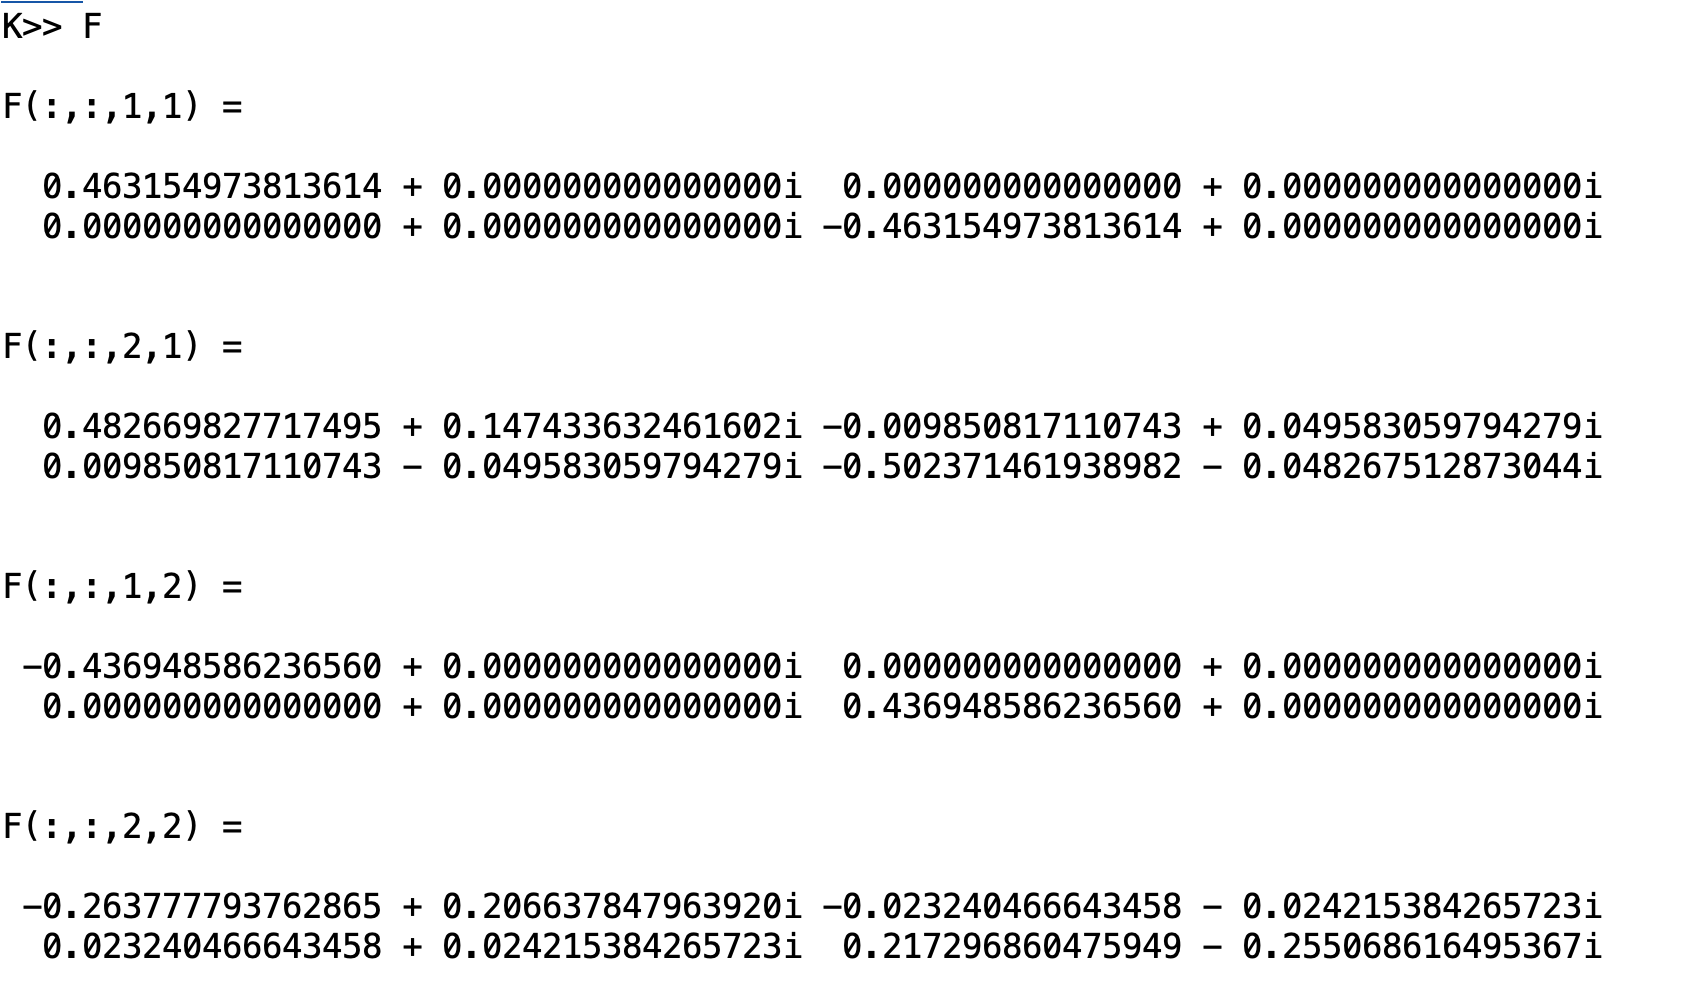 K>> F
F(:,:,1,1) =
0.463154973813614 + 0.000000000000000i 0.000000000000000 + 0.000000000000000i
0.000000000000000 + 0.000000000000000i −0.463154973813614 + 0.000000000000000i
F(:,:,2,1) =
0.482669827717495 + 0.147433632461602i −0.009850817110743 + 0.049583059794279i
0.009850817110743 − 0.049583059794279i −0.502371461938982 − 0.048267512873044i
F(:,:,1,2) =
−0.436948586236560 + 0.000000000000000i 0.000000000000000 + 0.000000000000000i
0.000000000000000 + 0.000000000000000i 0.436948586236560 + 0.000000000000000i
F(:,:,2,2) =
−0.263777793762865 + 0.206637847963920i −0.023240466643458 − 0.024215384265723i
0.023240466643458 + 0.024215384265723i 0.217296860475949 − 0.255068616495367i